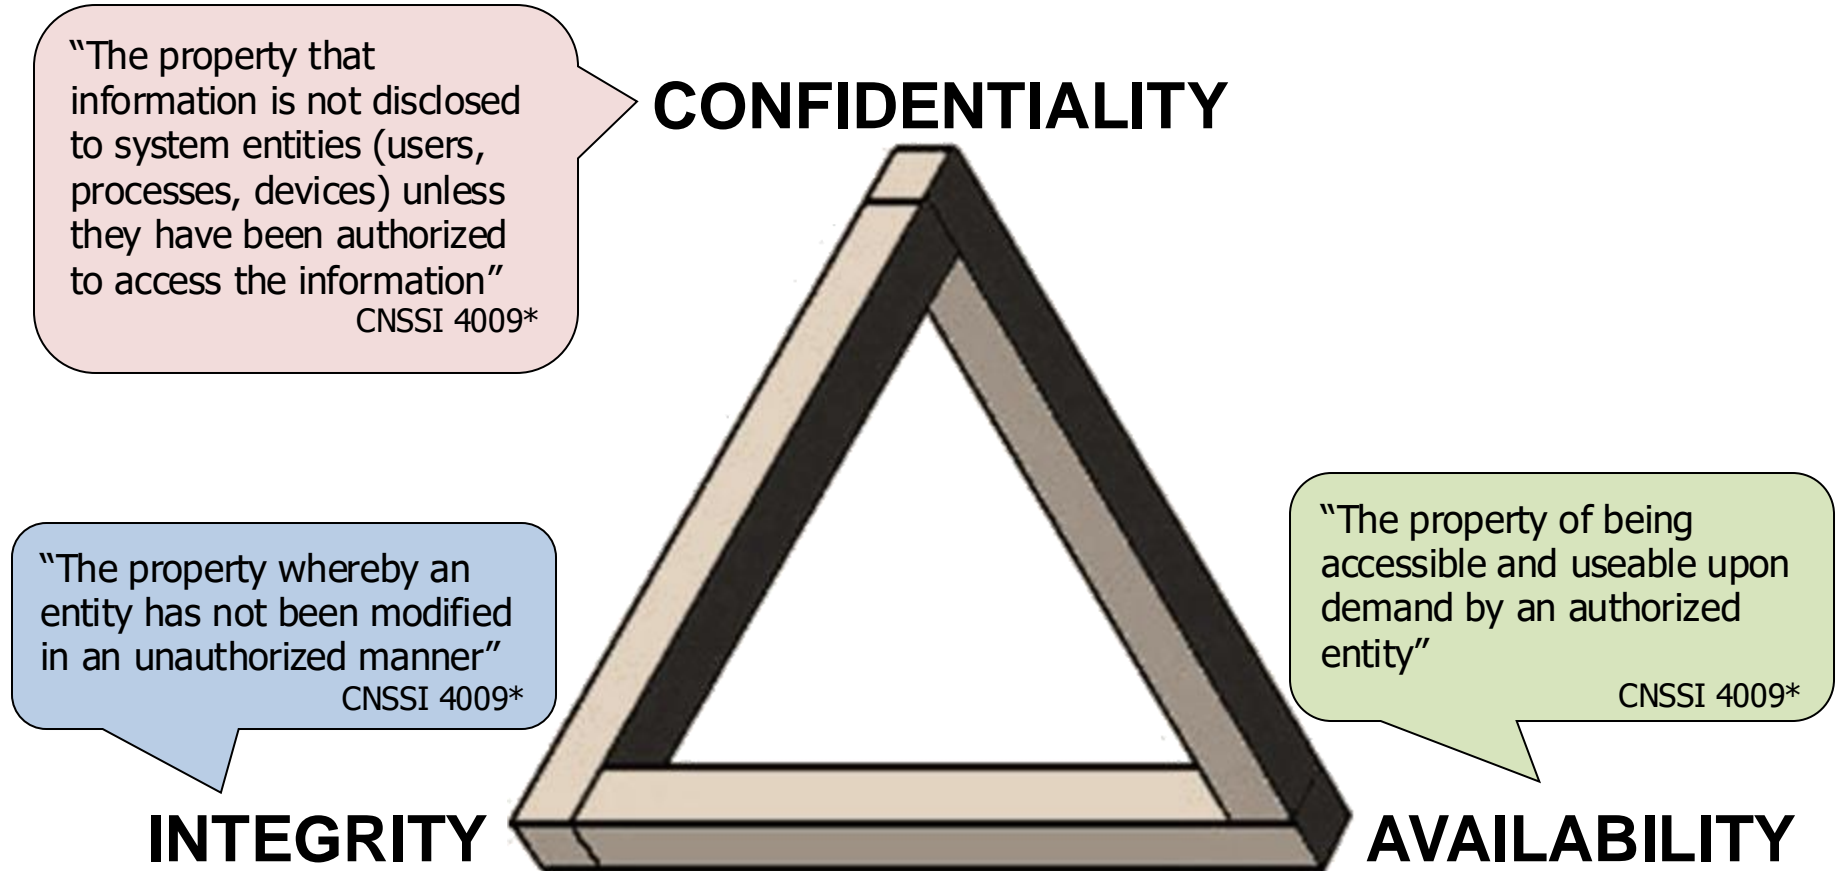 “The property that
information is not disclosed
to system entities (users,
processes, devices) unless
they have been authorized
to access the information”
CNSSI 4009*
CONFIDENTIALITY
“The property whereby an
entity has not been modified
in an unauthorized manner”
CNSSI 4009*
INTEGRITY
“The property of being
accessible and useable upon
demand by an authorized
entity”
CNSSI 4009*
AVAILABILITY